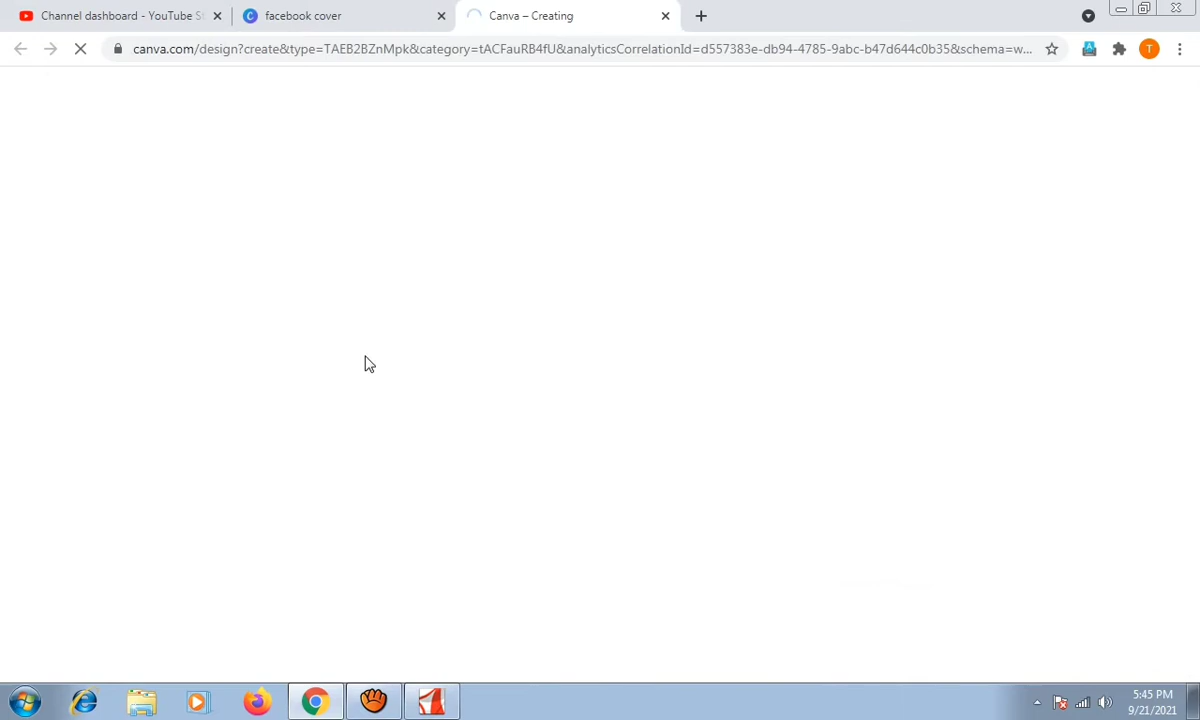 Channel dashboard - YouTube St
facebook cover
Canva – Creating
canva.com/design?create&type=TAEB2BZnMpk&category=tACFauRB4fU&analyticsCorrelationId=d557383e-db94-4785-9abc-b47d644c0b35&schema=w...
T
5:45 PM
9/21/2021